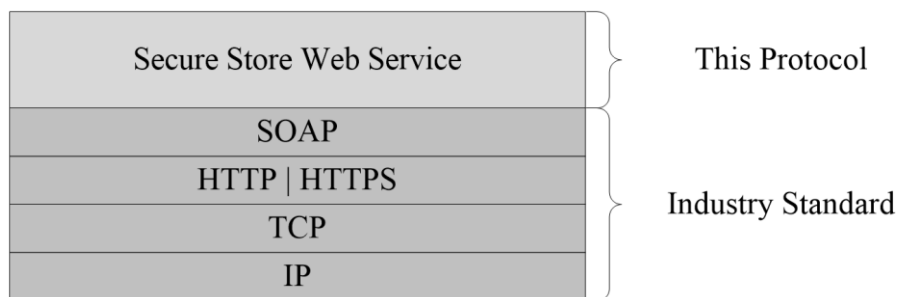 Secure Store Web Service
This Protocol
SOAP
HTTP | HTTPS
TCP
IP
Industry Standard